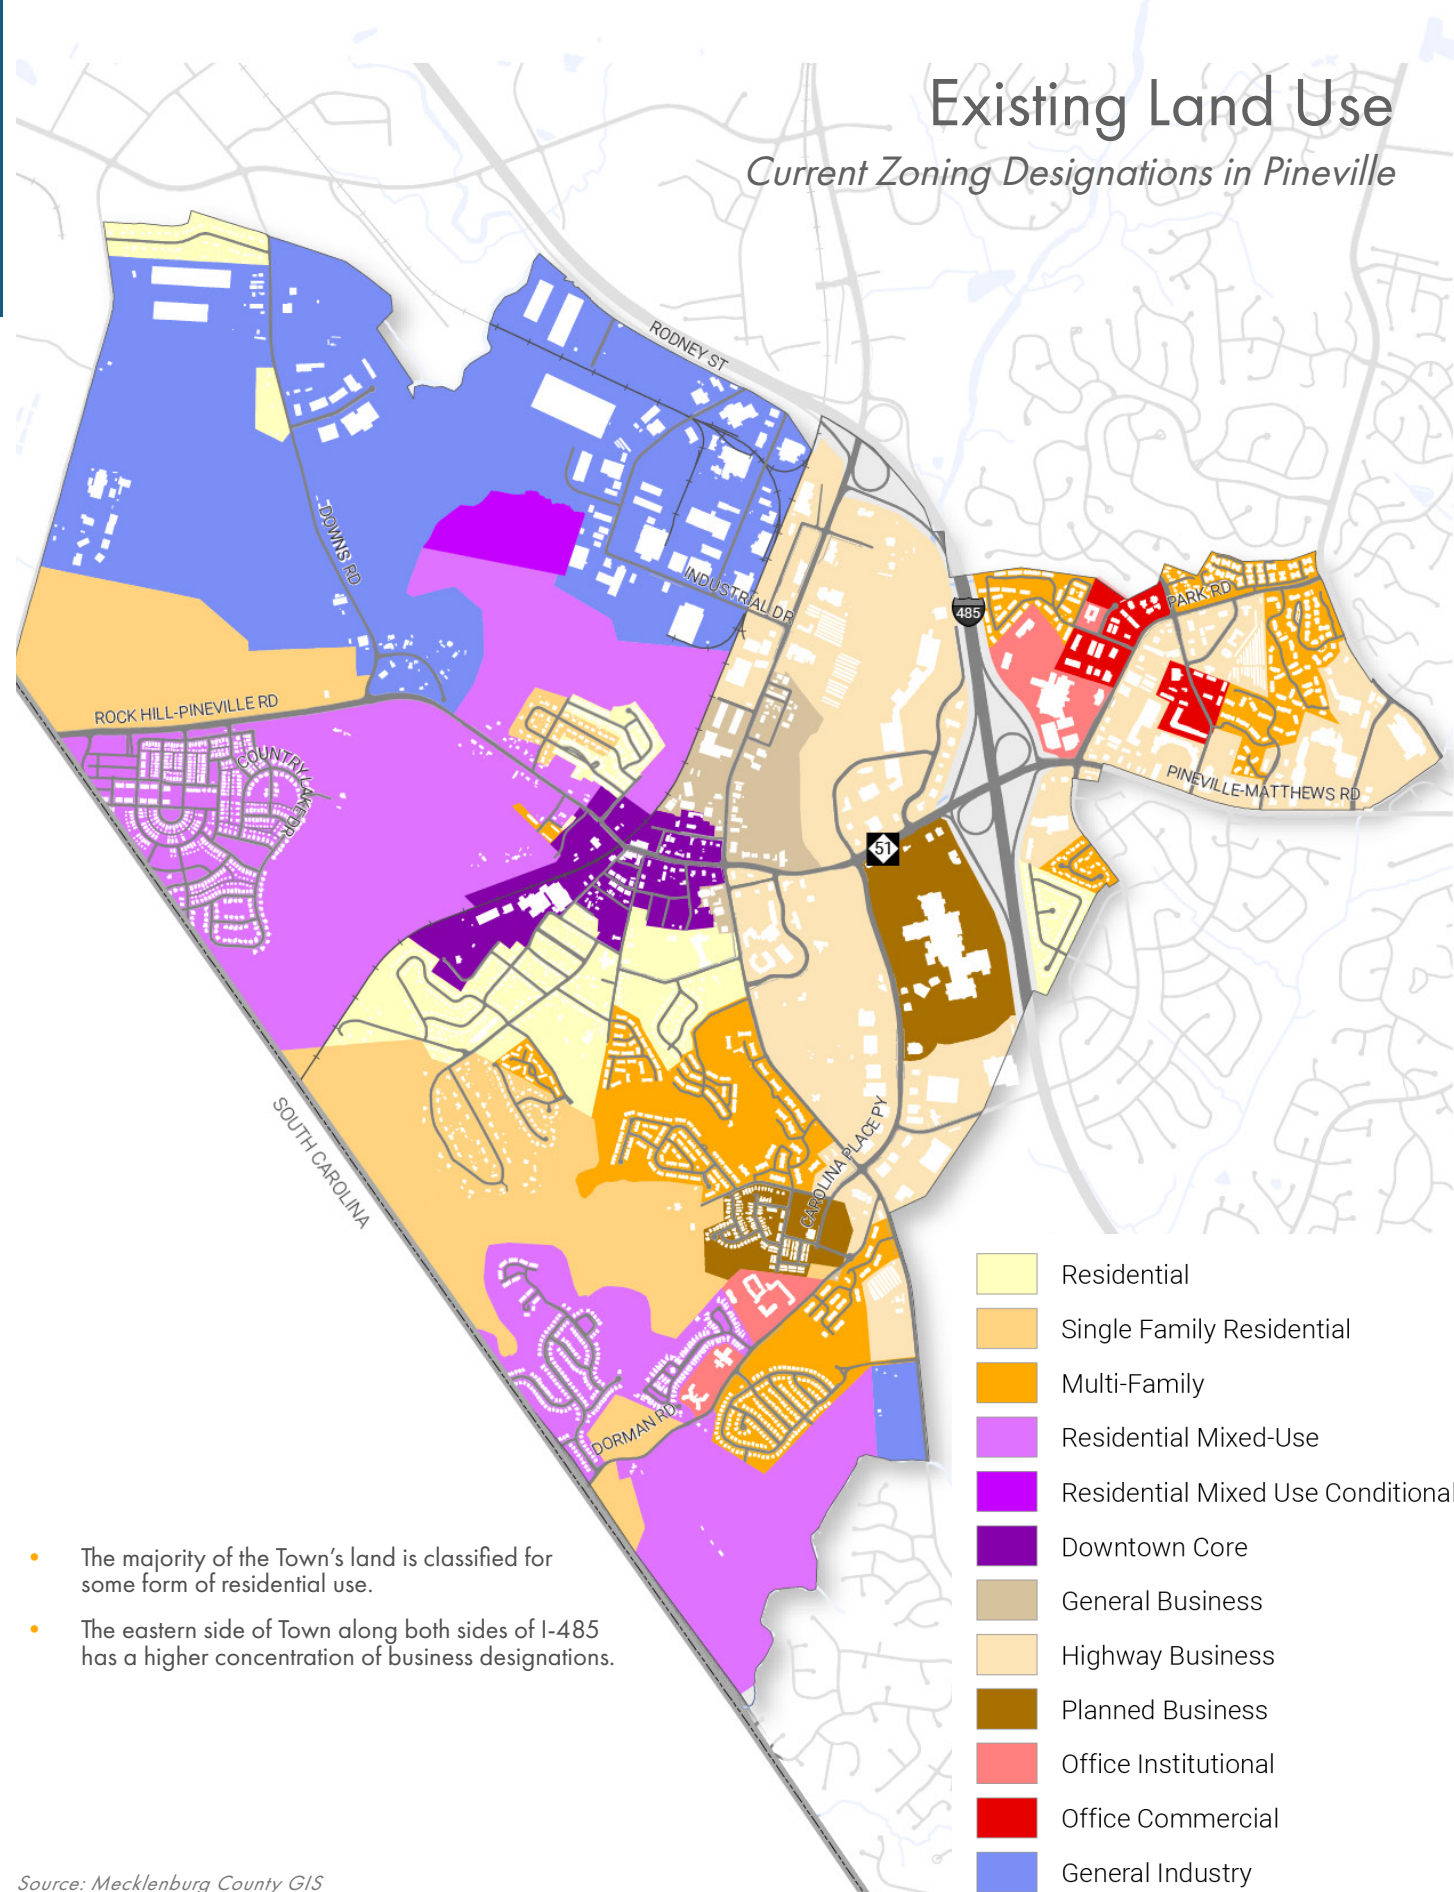 Existing Land Use
Current Zoning Designations in Pineville
RODNEY ST
DOWNS RD
INDUSTRIAL DR
485
PARK RD
ROCK HILL-PINEVILLE RD
COUNTRY LAKE DR
PINEVILLE-MATTHEWS RD
51
SOUTH CAROLINA
CAROLINA PLACE PY
DORMAN RD
Residential
Single Family Residential
Multi-Family
Residential Mixed-Use
Residential Mixed Use Conditional
Downtown Core
General Business
Highway Business
Planned Business
Office Institutional
Office Commercial
General Industry
• The majority of the Town's land is classified for
some form of residential use.
• The eastern side of Town along both sides of I-485
has a higher concentration of business designations.
Source: Mecklenburg County GIS